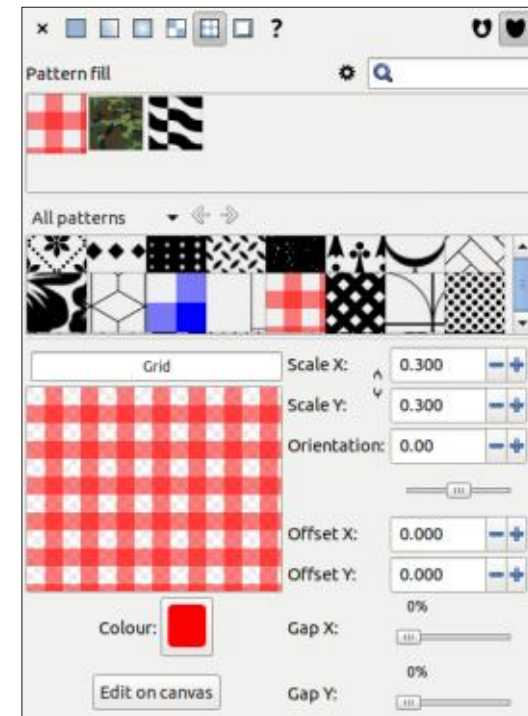 ?
Pattern fill
All patterns
Grid
Scale X: 0.300
Scale Y: 0.300
Orientation: 0.00
Offset X: 0.000
Offset Y: 0.000
0%
Colour: Gap X:
0%
Edit on canvas Gap Y: